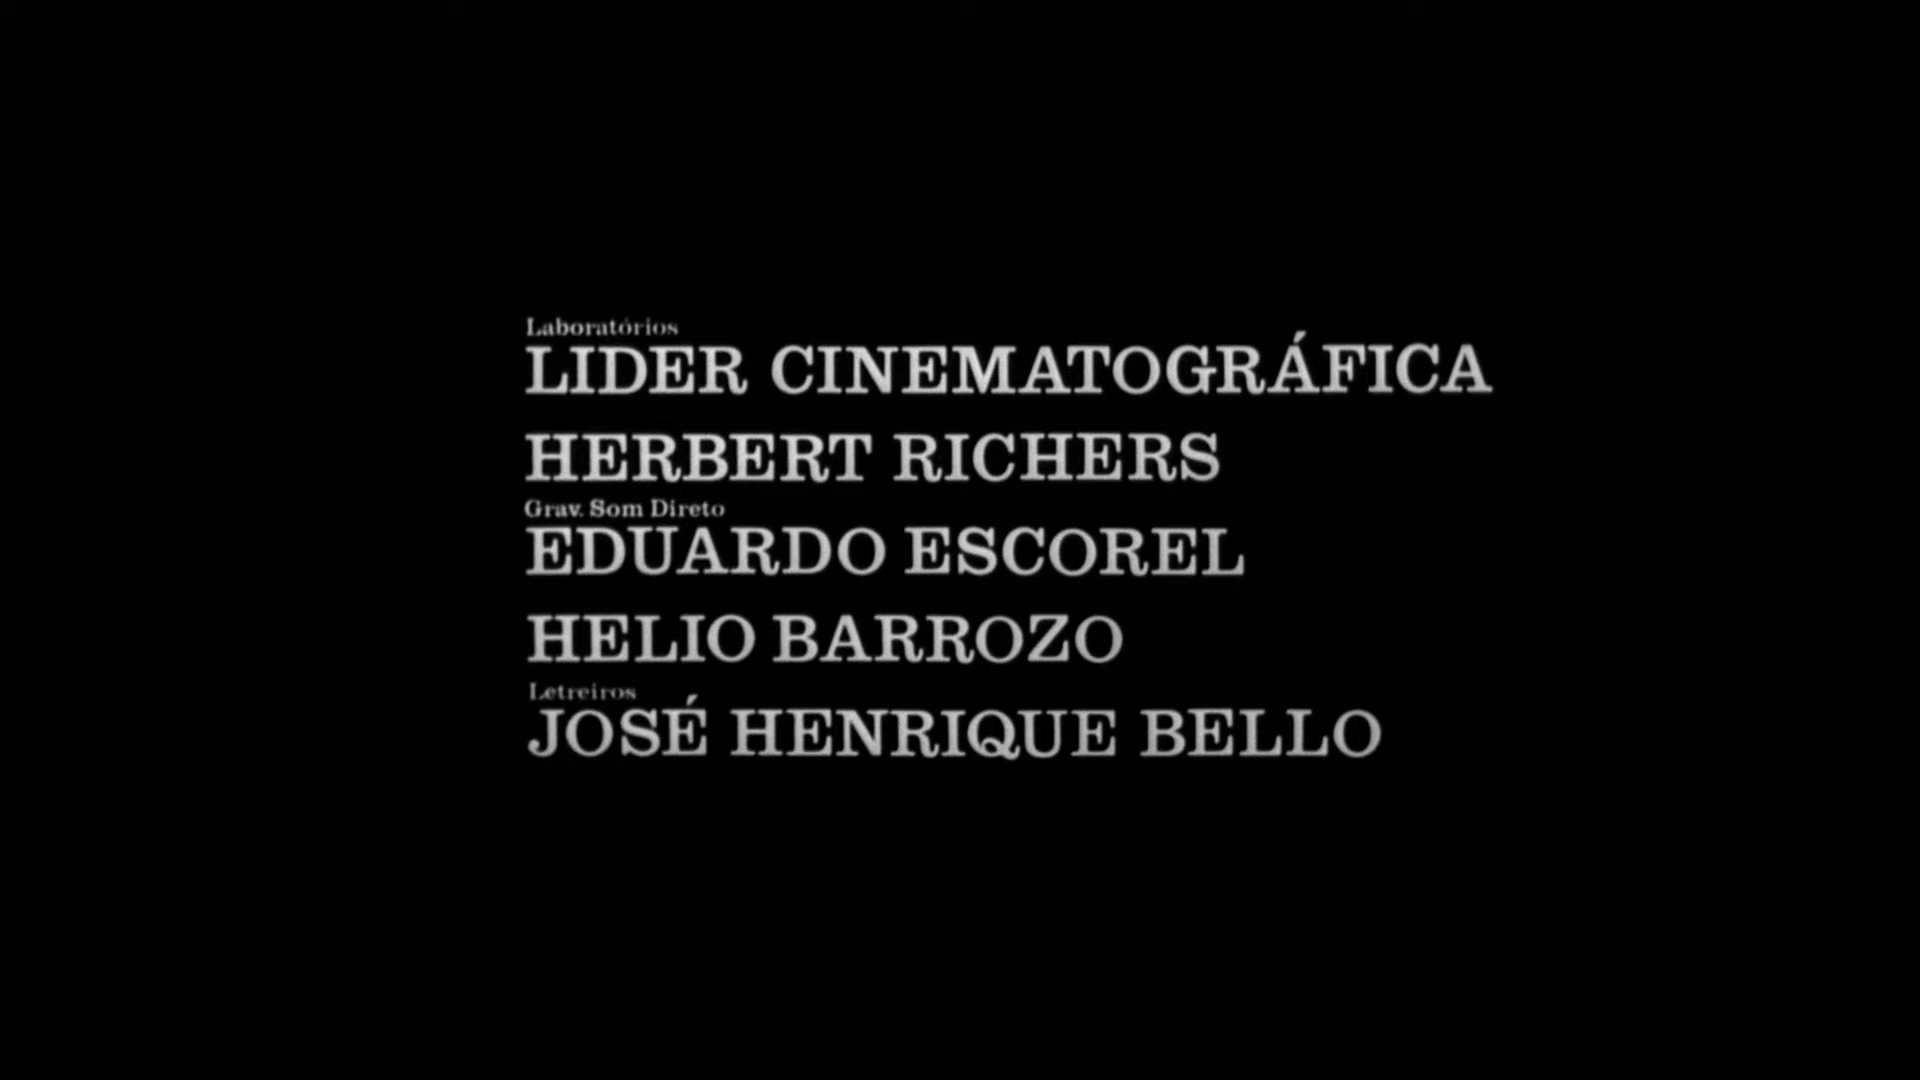 Laboratórios
LIDER CINEMATOGRÁFICA
HERBERT RICHERS
Grav. Som Direto
EDUARDO ESCOREL
HELIO BARROZO
Letreiros
JOSÉ HENRIQUE BELLO